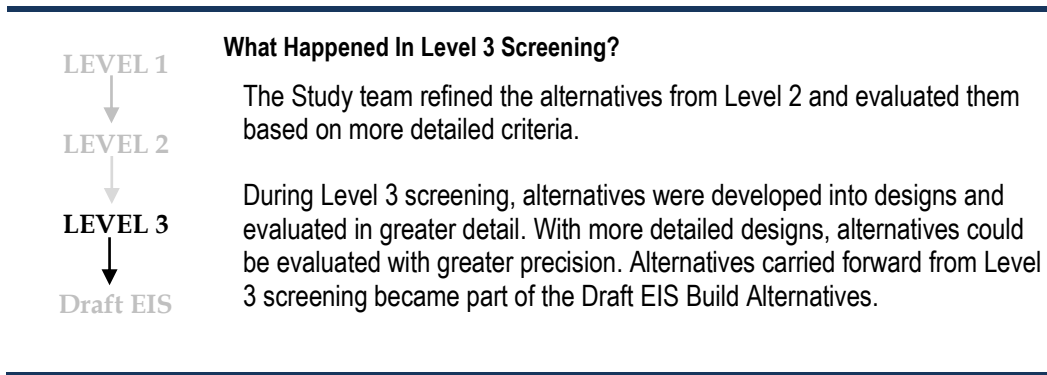 LEVEL 1
LEVEL 2
LEVEL 3
Draft EIS
What Happened In Level 3 Screening?
The Study team refined the alternatives from Level 2 and evaluated them
based on more detailed criteria.
During Level 3 screening, alternatives were developed into designs and
evaluated in greater detail. With more detailed designs, alternatives could
be evaluated with greater precision. Alternatives carried forward from Level
3 screening became part of the Draft EIS Build Alternatives.